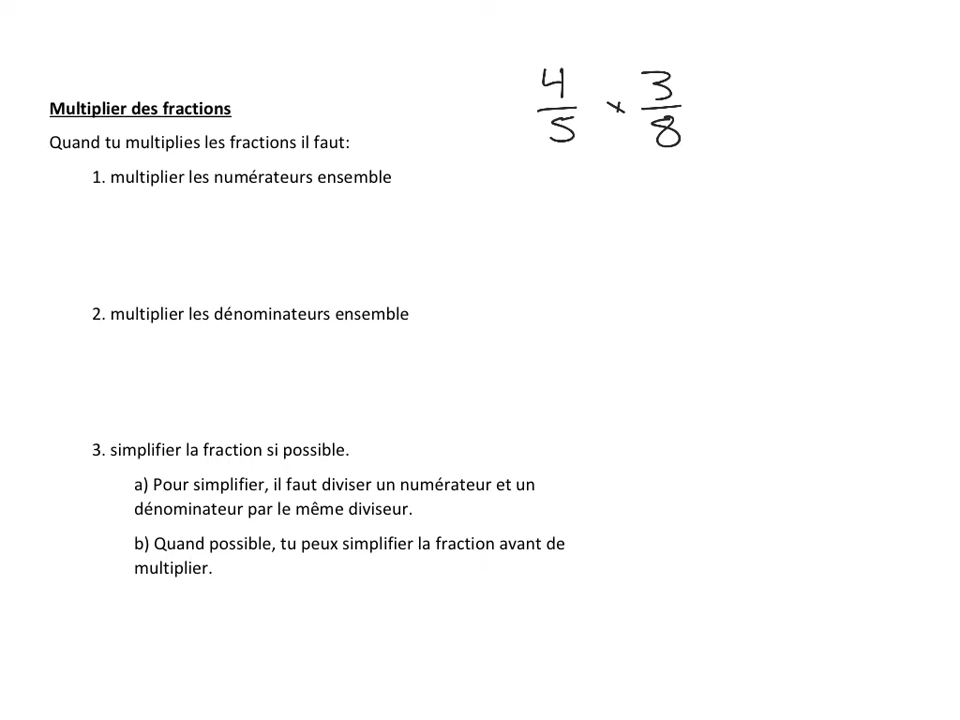 Multiplier des fractions
4/5 × 3/8
Quand tu multiplies les fractions il faut:
1. multiplier les numérateurs ensemble
2. multiplier les dénominateurs ensemble
3. simplifier la fraction si possible.
a) Pour simplifier, il faut diviser un numérateur et un
dénominateur par le même diviseur.
b) Quand possible, tu peux simplifier la fraction avant de
multiplier.